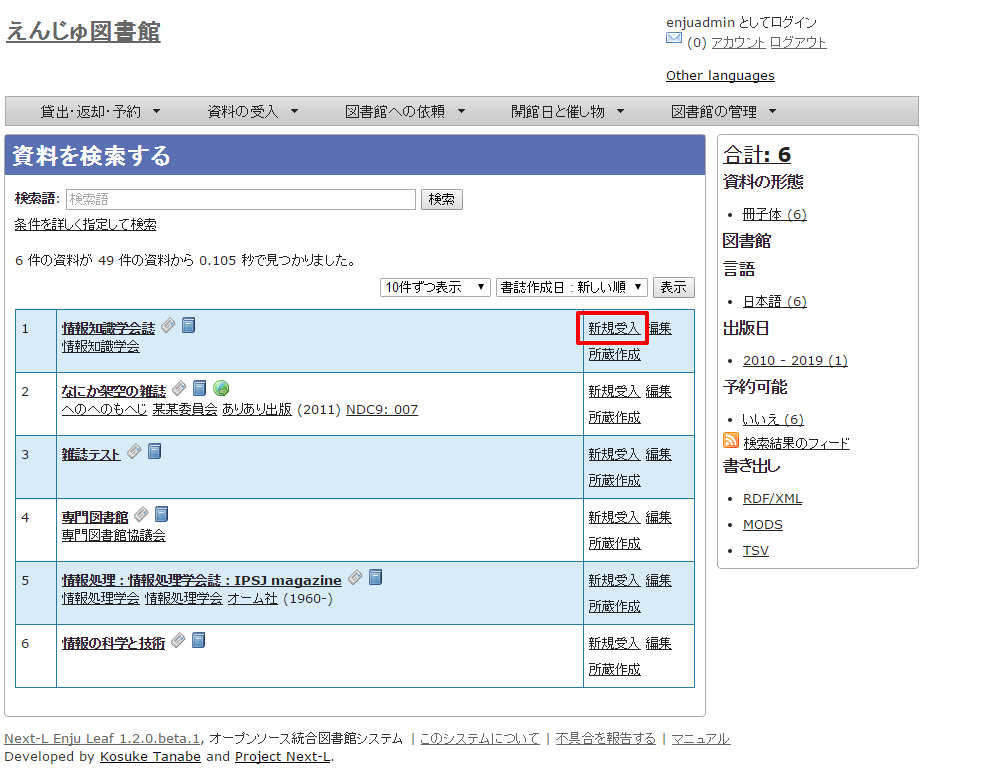 えんじゅ図書館
enjuadmin としてログイン
(0) アカウント ログアウト
Other languages
貸出・返却・予約 ▼ 資料の受入 ▼ 図書館への依頼 ▼ 開館日と催し物 ▼ 図書館の管理 ▼
資料を検索する
検索語: 検索語 検索
条件を詳しく指定して検索
6 件の資料が 49 件の資料から 0.105 秒で見つかりました。
10件ずつ表示 ▼ 書誌作成日：新しい順 ▼ 表示
1 情報知識学会誌 新規受入 編集
情報知識学会
所蔵作成
2 なにか架空の雑誌 新規受入 編集
へのへのもへじ 某某委員会 ありあり出版 (2011) NDC9: 007
所蔵作成
3 雑誌テスト 新規受入 編集
所蔵作成
4 専門図書館 新規受入 編集
専門図書館協議会
所蔵作成
5 情報処理 : 情報処理学会誌 : IPSJ magazine 新規受入 編集
情報処理学会 情報処理学会 オーム社 (1960-)
所蔵作成
6 情報の科学と技術 新規受入 編集
所蔵作成
合計: 6
資料の形態
• 冊子体 (6)
図書館
言語
• 日本語 (6)
出版日
• 2010 - 2019 (1)
予約可能
• いいえ (6)
検索結果のフィード
書き出し
• RDF/XML
• MODS
• TSV
Next-L Enju Leaf 1.2.0.beta.1, オープンソース統合図書館システム | このシステムについて | 不具合を報告する | マニュアル
Developed by Kosuke Tanabe and Project Next-L.